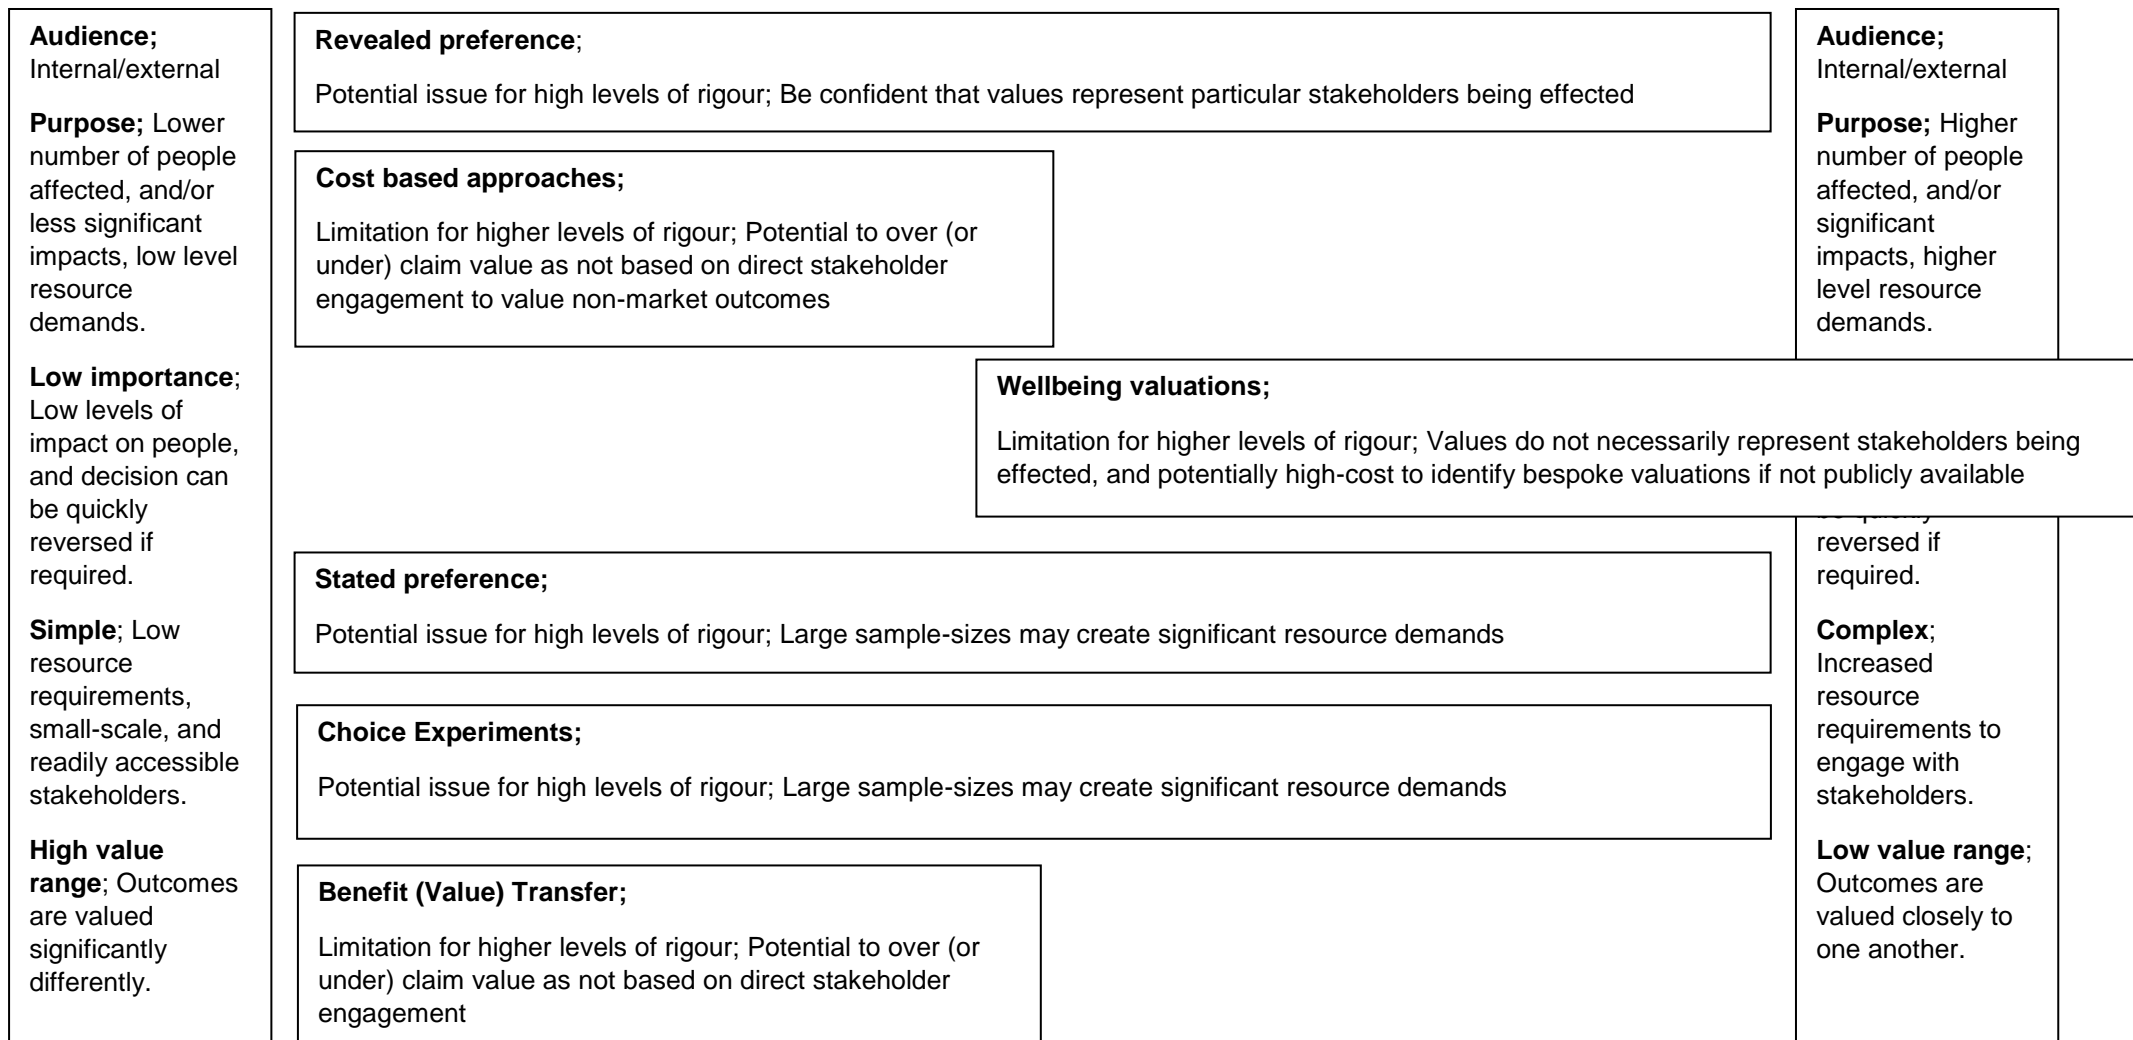 Audience;
Internal/external
Purpose; Lower
number of people
affected, and/or
less significant
impacts, low level
resource
demands.
Low importance;
Low levels of
impact on people,
and decision can
be quickly
reversed if
required.
Simple; Low
resource
requirements,
small-scale, and
readily accessible
stakeholders.
High value
range; Outcomes
are valued
significantly
differently.
Revealed preference;
Potential issue for high levels of rigour; Be confident that values represent particular stakeholders being effected
Cost based approaches;
Limitation for higher levels of rigour; Potential to over (or
under) claim value as not based on direct stakeholder
engagement to value non-market outcomes
Wellbeing valuations;
Limitation for higher levels of rigour; Values do not necessarily represent stakeholders being
effected, and potentially high-cost to identify bespoke valuations if not publicly available
Stated preference;
Potential issue for high levels of rigour; Large sample-sizes may create significant resource demands
Choice Experiments;
Potential issue for high levels of rigour; Large sample-sizes may create significant resource demands
Benefit (Value) Transfer;
Limitation for higher levels of rigour; Potential to over (or
under) claim value as not based on direct stakeholder
engagement
Audience;
Internal/external
Purpose; Higher
number of people
affected, and/or
significant
impacts, higher
level resource
demands.
be quickly
reversed if
required.
Complex;
Increased
resource
requirements to
engage with
stakeholders.
Low value range;
Outcomes are
valued closely to
one another.